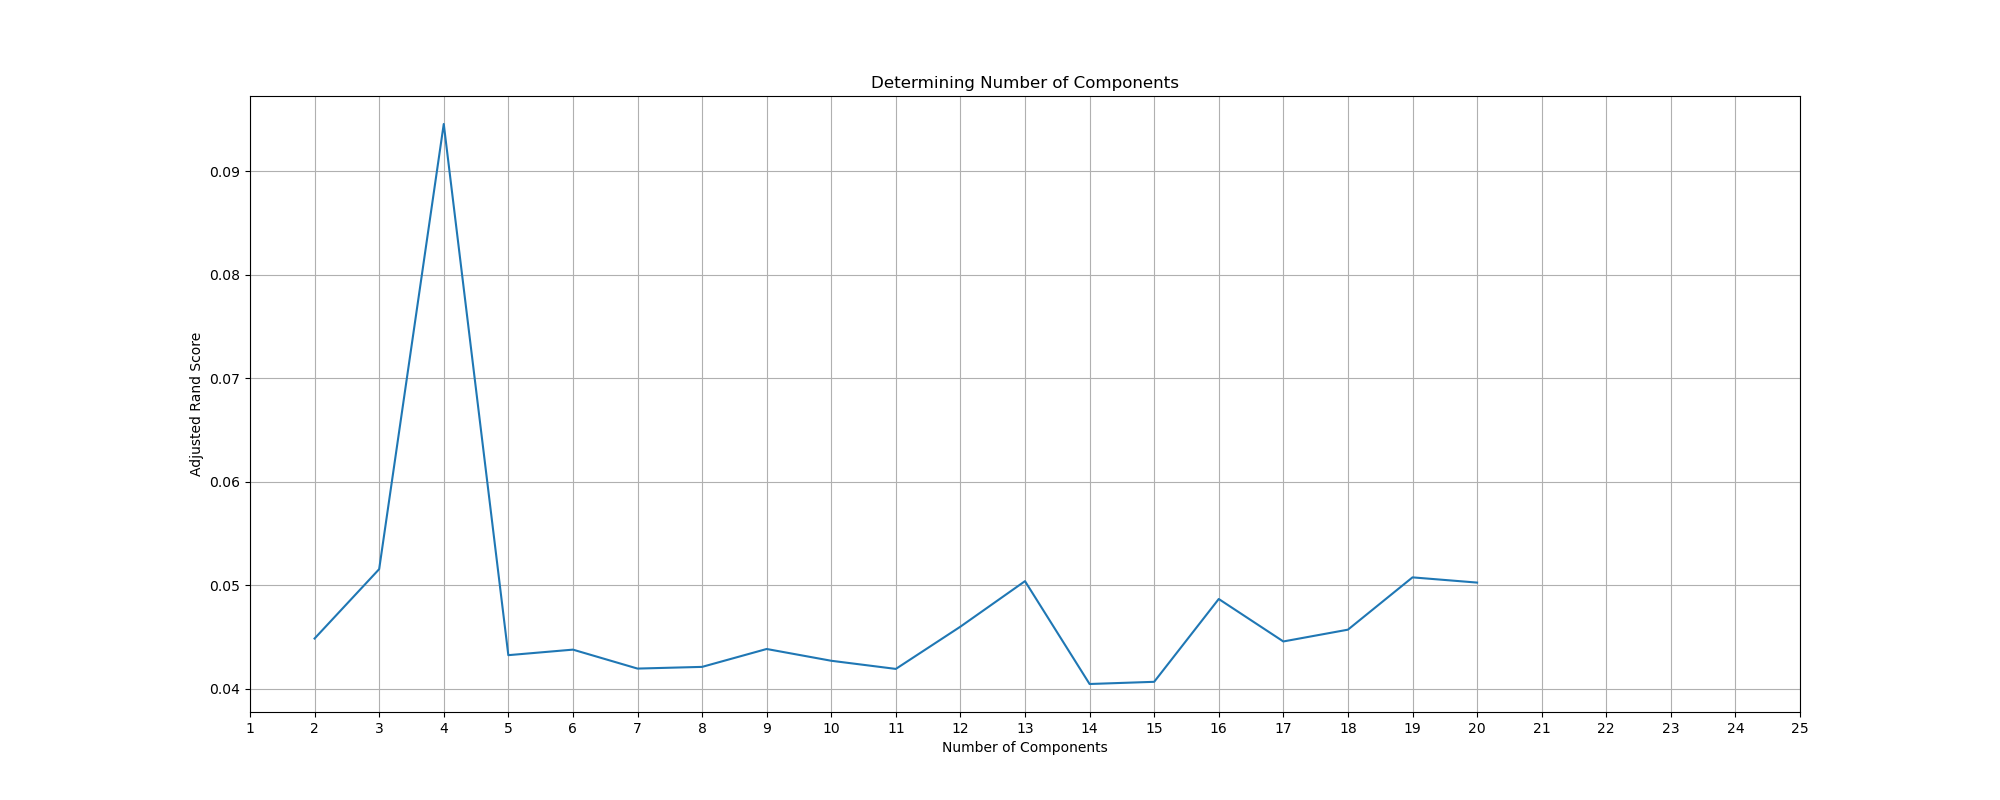 Determining Number of Components
Adjusted Rand Score
0.09
0.08
0.07
0.06
0.05
0.04
1 2 3 4 5 6 7 8 9 10 11 12 13 14 15 16 17 18 19 20 21 22 23 24 25
Number of Components